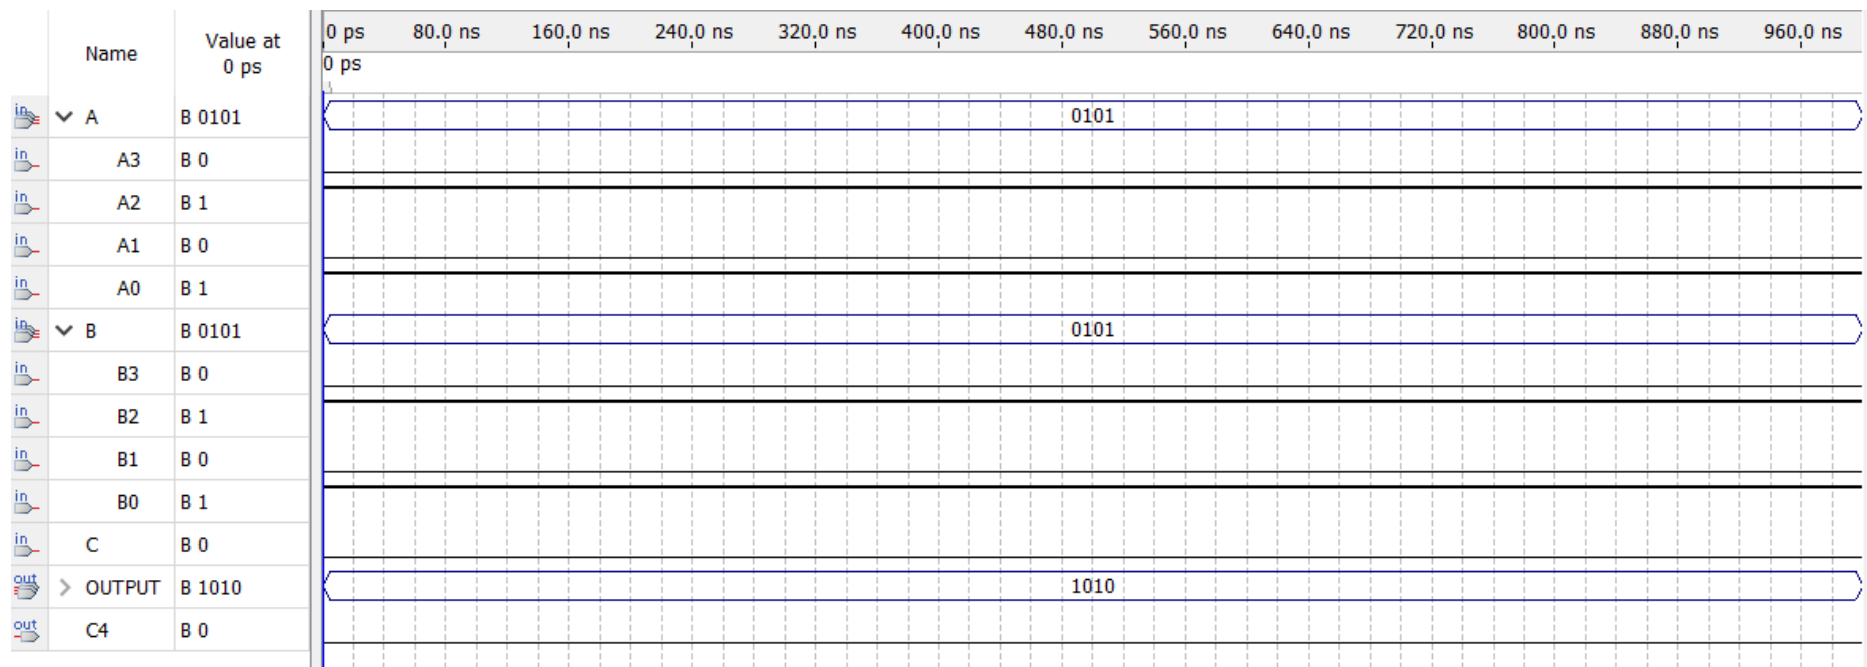 Name Value at 0 ps 0 ps 80.0 ns 160.0 ns 240.0 ns 320.0 ns 400.0 ns 480.0 ns 560.0 ns 640.0 ns 720.0 ns 800.0 ns 880.0 ns 960.0 ns
0 ps
in A B 0101 0101
in A3 B 0
in A2 B 1
in A1 B 0
in A0 B 1
in B B 0101 0101
in B3 B 0
in B2 B 1
in B1 B 0
in B0 B 1
in C B 0
out OUTPUT B 1010 1010
out C4 B 0